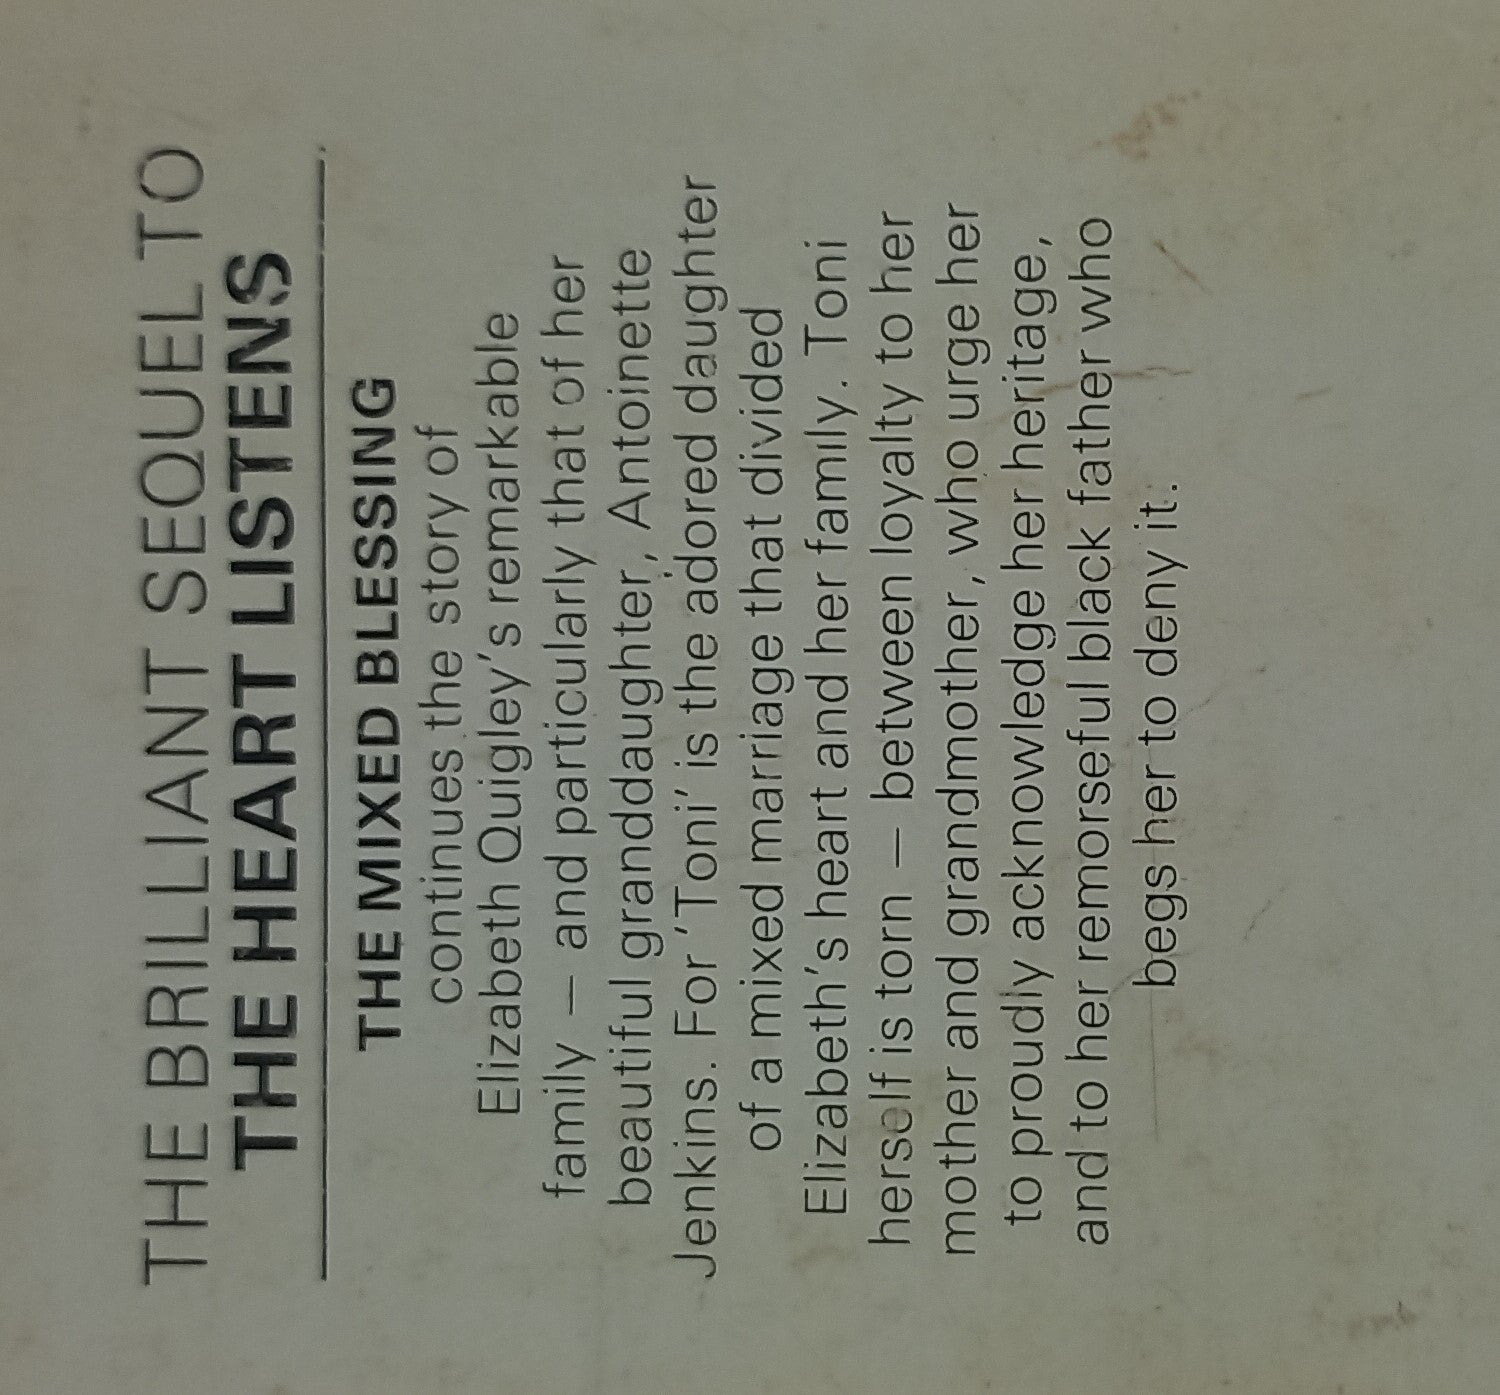 THE BRILLIANT SEQUEL TO
THE HEART LISTENS
THE MIXED BLESSING
continues the story of
Elizabeth Quigley's remarkable
family – and particularly that of her
beautiful granddaughter, Antoinette
Jenkins. For 'Toni' is the adored daughter
of a mixed marriage that divided
Elizabeth's heart and her family. Toni
herself is torn – between loyalty to her
mother and grandmother, who urge her
to proudly acknowledge her heritage,
and to her remorseful black father who
begs her to deny it.